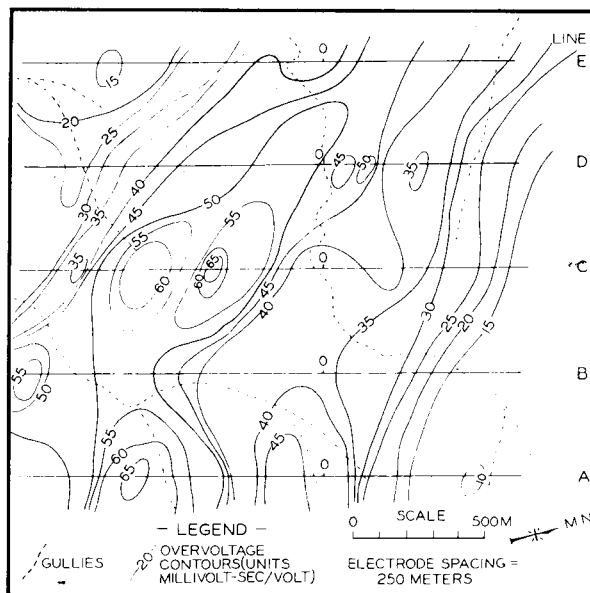 LINE
0 E
15
20
25
40
30
35
45
50
0 45 50 35 D
55
55
35 60 60 65 0 C
45
40
35
30
25
20
15
55
50
0 B
55
60
65
40
45
0
10
A
- LEGEND -
GULLIES
20 OVERVOLTAGE
CONTOURS(UNITS
MILLIVOLT-SEC/VOLT)
SCALE
0 500M
M N
ELECTRODE SPACING =
250 METERS